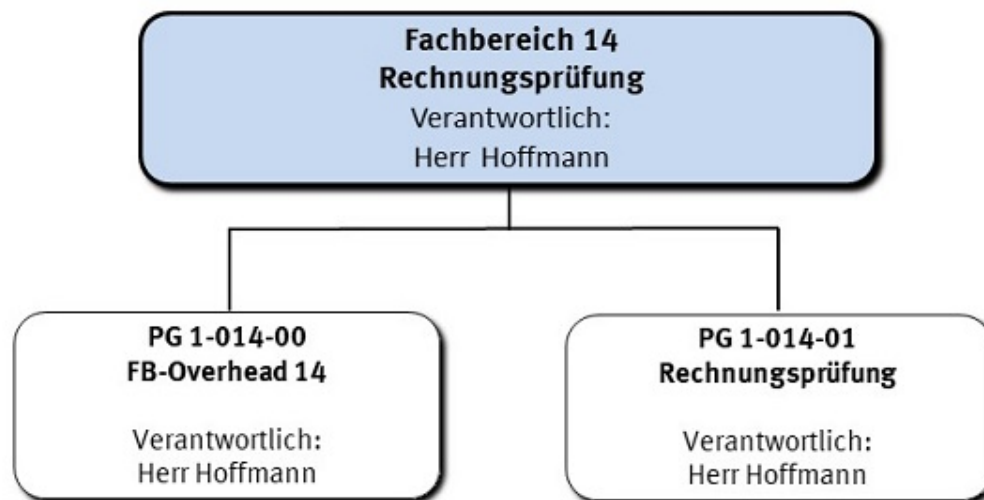 Fachbereich 14
Rechnungsprüfung
Verantwortlich:
Herr Hoffmann
PG 1-014-00
FB-Overhead 14
Verantwortlich:
Herr Hoffmann
PG 1-014-01
Rechnungsprüfung
Verantwortlich:
Herr Hoffmann